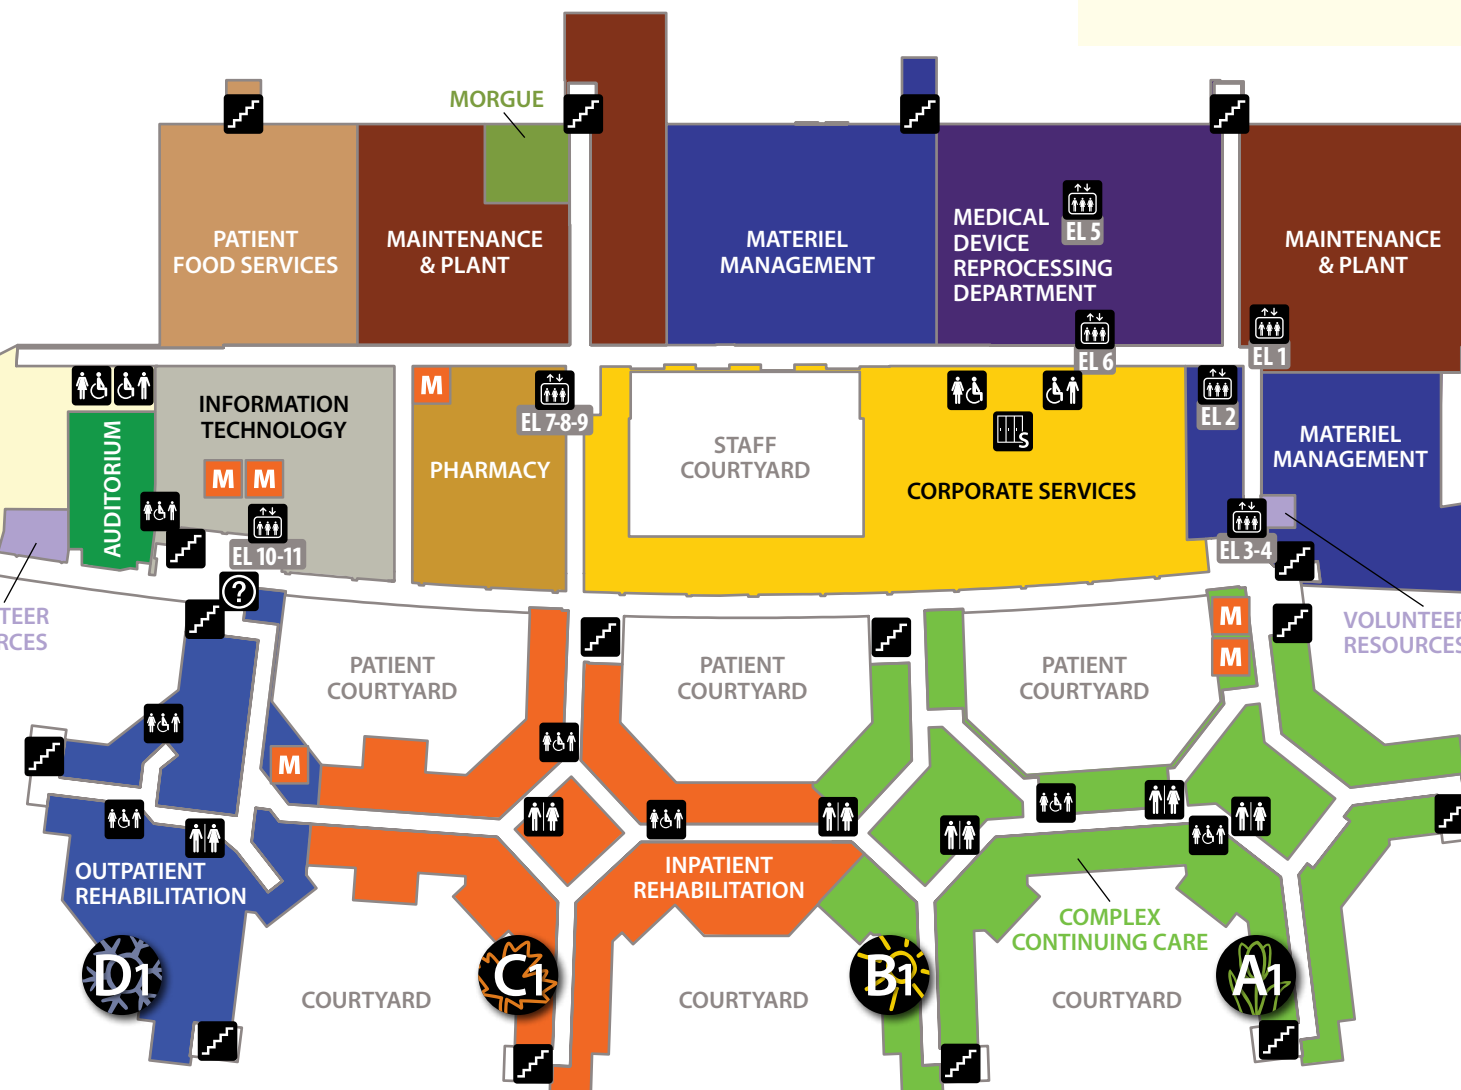 MORGUE
PATIENT
FOOD SERVICES
MAINTENANCE
& PLANT
MATERIEL
MANAGEMENT
MEDICAL
DEVICE
REPROCESSING
DEPARTMENT
EL 5
MAINTENANCE
& PLANT
EL 6
EL 1
INFORMATION
TECHNOLOGY
M
EL 7-8-9
EL 2
AUDITORIUM
M M
PHARMACY
STAFF
COURTYARD
S
CORPORATE SERVICES
MATERIEL
MANAGEMENT
EL 10-11
EL 3-4
?
TEER
RCES
VOLUNTEER
RESOURCES
M
M
PATIENT
COURTYARD
PATIENT
COURTYARD
PATIENT
COURTYARD
M
OUTPATIENT
REHABILITATION
INPATIENT
REHABILITATION
COMPLEX
CONTINUING CARE
D1
C1
B1
A1
COURTYARD
COURTYARD
COURTYARD